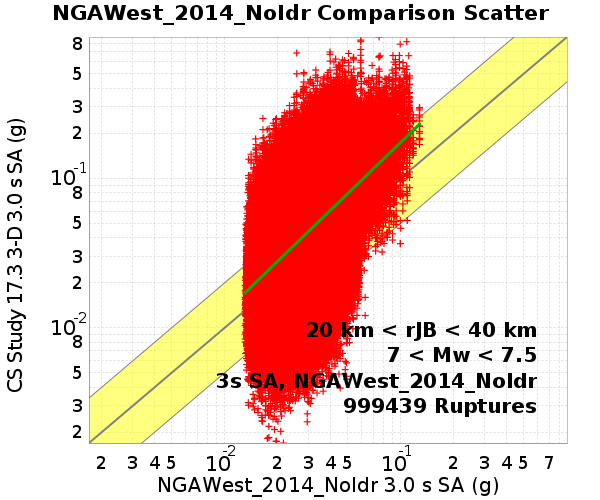 NGAWest_2014_NoIdr Comparison Scatter
CS Study 17.3 3-D 3.0 s SA (g)
8
5
3
2
10-1
8
5
3
2
10-2
8
5
3
2
20 km < rJB < 40 km
7 < Mw < 7.5
3s SA, NGAWest_2014_NoIdr
999439 Ruptures
2 3 4 5 10-2 2 3 4 5 10-1 2 3 4 5 7
NGAWest_2014_NoIdr 3.0 s SA (g)